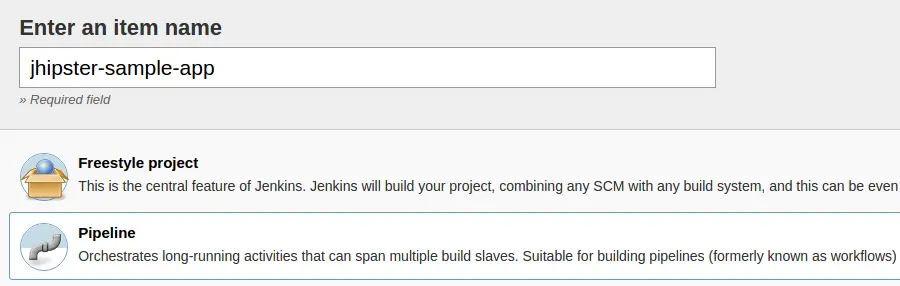 Enter an item name
jhipster-sample-app
» Required field
Freestyle project
This is the central feature of Jenkins. Jenkins will build your project, combining any SCM with any build system, and this can be even
Pipeline
Orchestrates long-running activities that can span multiple build slaves. Suitable for building pipelines (formerly known as workflows)